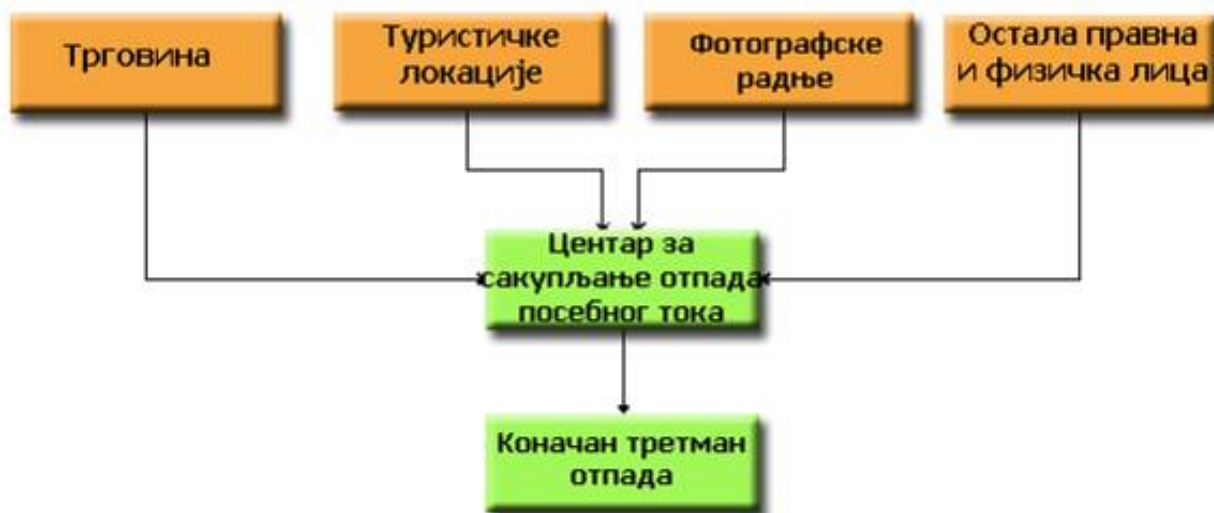 Трговина
Туристичке
локације
Фотографске
радње
Остала правна
и физичка лица
Центар за
сакупљање отпада
посебног тока
Коначан третман
отпада